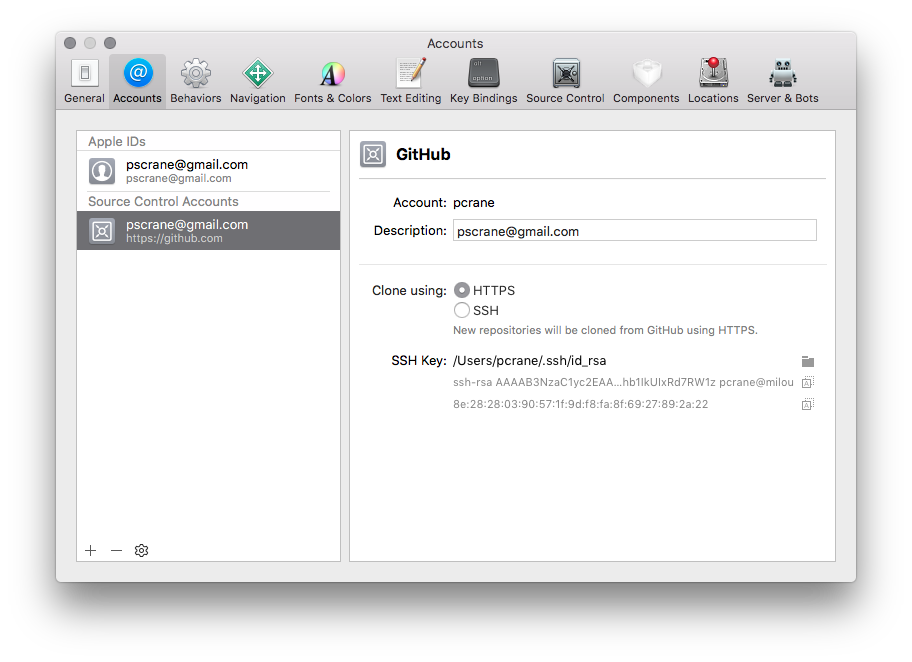 Accounts
General Accounts Behaviors Navigation Fonts & Colors Text Editing Key Bindings Source Control Components Locations Server & Bots
Apple IDs
pscrane@gmail.com
pscrane@gmail.com
Source Control Accounts
pscrane@gmail.com
https://github.com
GitHub
Account: pcrane
Description: pscrane@gmail.com
Clone using: HTTPS
SSH
New repositories will be cloned from GitHub using HTTPS.
SSH Key: /Users/pcrane/.ssh/id_rsa
ssh-rsa AAAAB3NzaC1yc2EAA...hb1IkUIxRd7RW1z pcrane@milou
8e:28:28:03:90:57:1f:9d:f8:fa:8f:69:27:89:2a:22